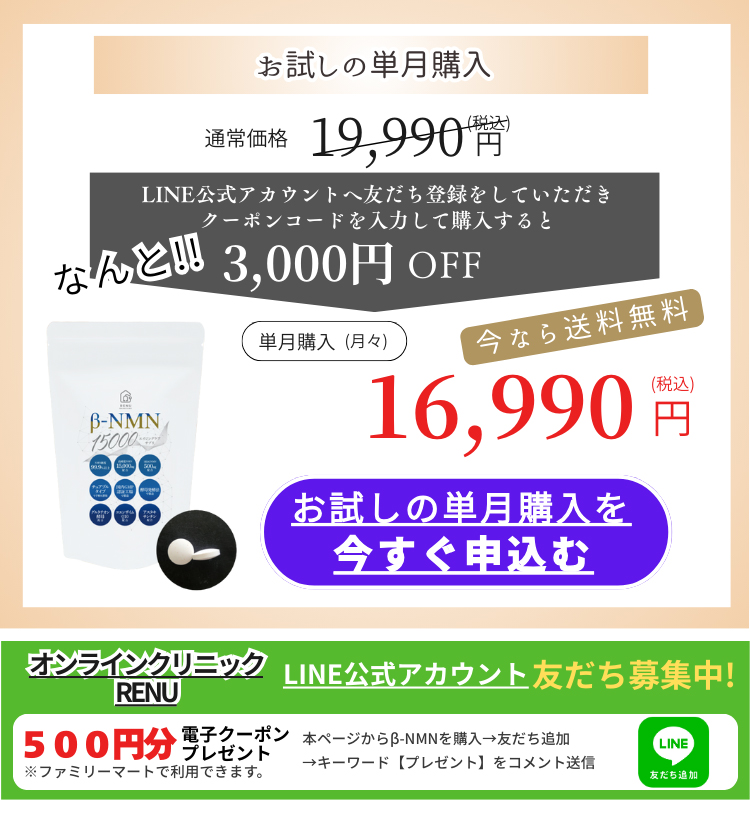 お試しの単月購入
通常価格 19,990円 (税込)
LINE公式アカウントへ友だち登録をしていただき
クーポンコードを入力して購入すると
なんと!! 3,000円 OFF
今なら送料無料
単月購入 (月々)
16,990円 (税込)
β-NMN
15000
お試しの単月購入を
今すぐ申込む
オンラインクリニック
RENU
LINE公式アカウント 友だち募集中!
500円分 電子クーポン
プレゼント
※ファミリーマートで利用できます。
本ページからβ-NMNを購入→友だち追加
→キーワード【プレゼント】をコメント送信
LINE
友だち追加